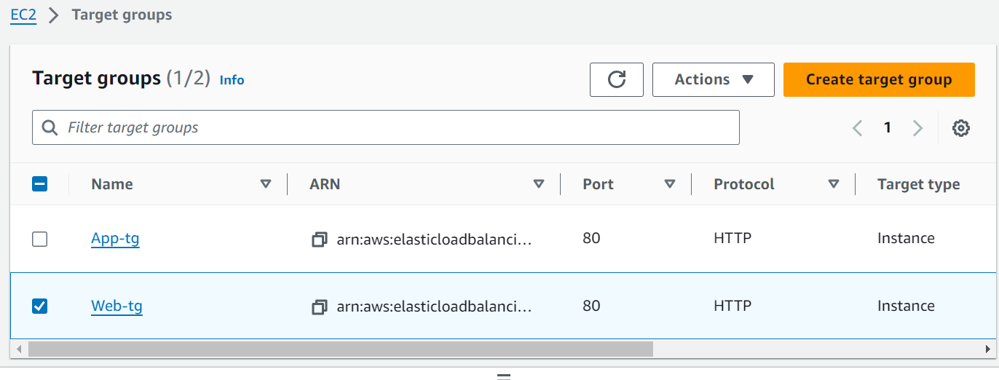 EC2 > Target groups
Target groups (1/2) Info
Actions
Create target group
Filter target groups
1
Name ARN Port Protocol Target type
App-tg arn:aws:elasticloadbalanci... 80 HTTP Instance
Web-tg arn:aws:elasticloadbalanci... 80 HTTP Instance